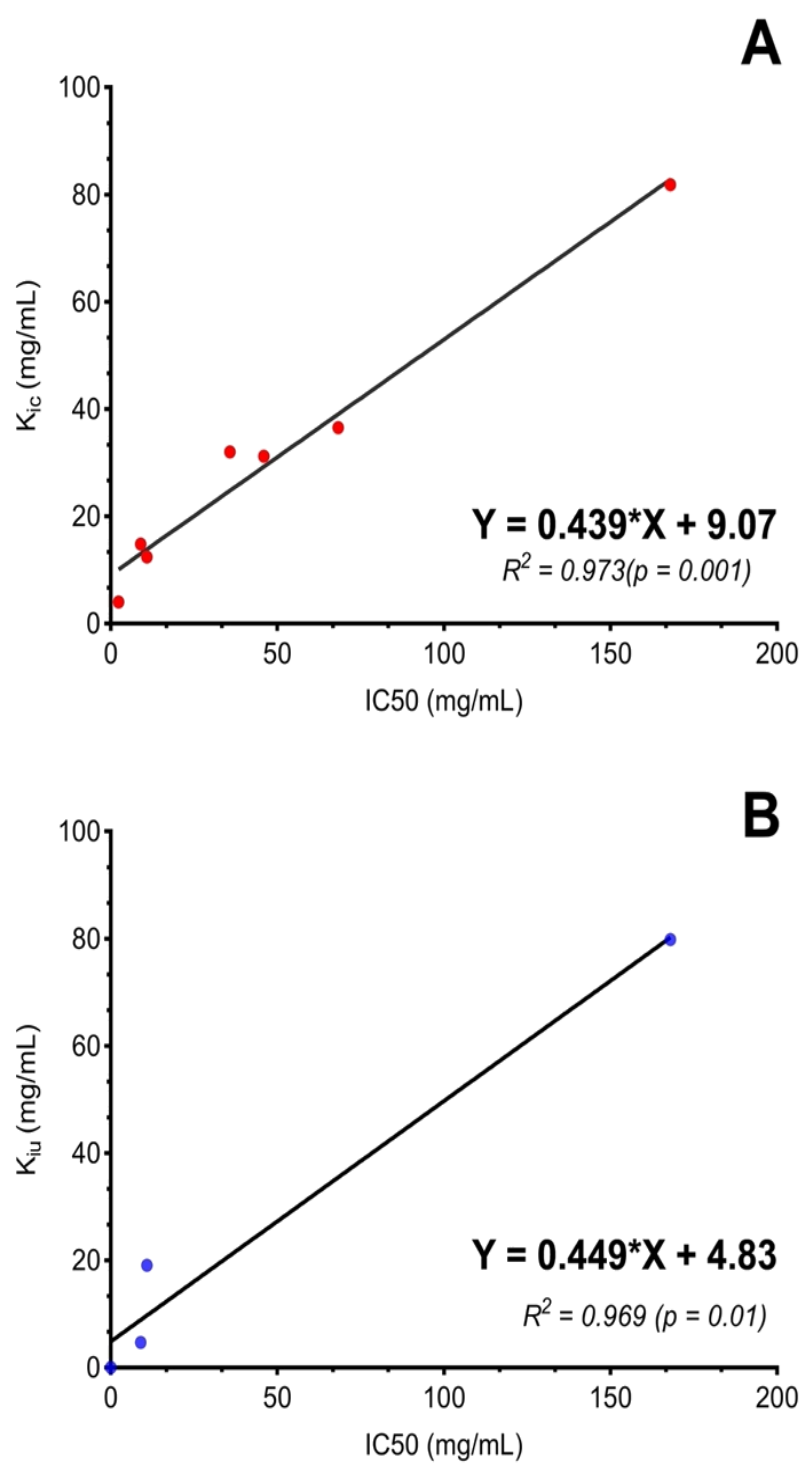 A
100
80
60
40
20
0
K_ic (mg/mL)
Y = 0.439*X + 9.07
R² = 0.973(p = 0.001)
0 50 100 150 200
IC50 (mg/mL)
B
100
80
60
40
20
0
K_iu (mg/mL)
Y = 0.449*X + 4.83
R² = 0.969 (p = 0.01)
0 50 100 150 200
IC50 (mg/mL)